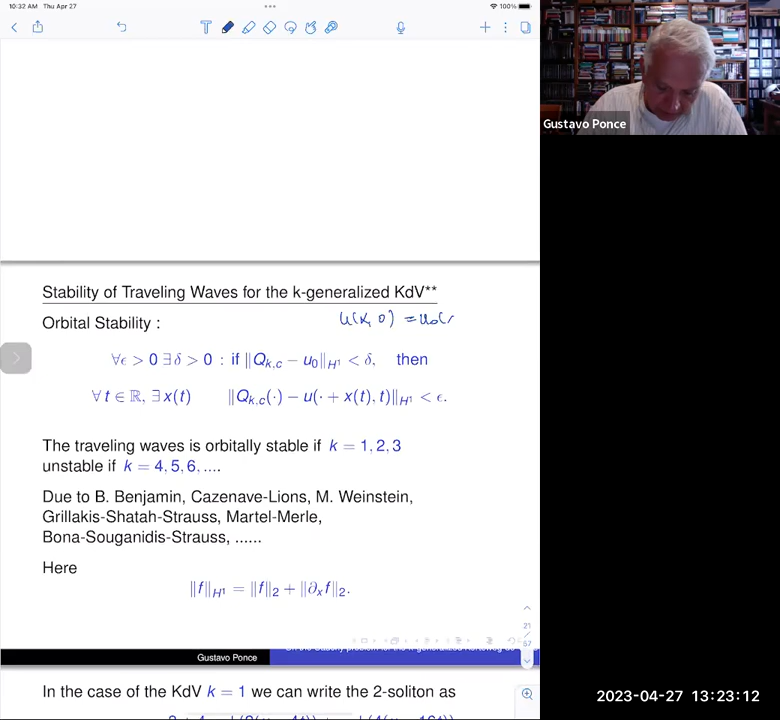 10:32 AM Thu Apr 27
100%
Gustavo Ponce
Stability of Traveling Waves for the k-generalized KdV**
u(x, 0) = u₀(
Orbital Stability :
∀ε > 0 ∃ δ > 0 : if ‖Q_{k,c} − u₀‖_{H¹} < δ, then
∀ t ∈ ℝ, ∃ x(t) ‖Q_{k,c}(·) − u(· + x(t), t)‖_{H¹} < ε.
The traveling waves is orbitally stable if k = 1, 2, 3
unstable if k = 4, 5, 6, ....
Due to B. Benjamin, Cazenave-Lions, M. Weinstein,
Grillakis-Shatah-Strauss, Martel-Merle,
Bona-Souganidis-Strauss, ......
Here
‖f‖_{H¹} = ‖f‖₂ + ‖∂ₓf‖₂.
21
/
57
Gustavo Ponce
In the case of the KdV k = 1 we can write the 2-soliton as
2023-04-27 13:23:12